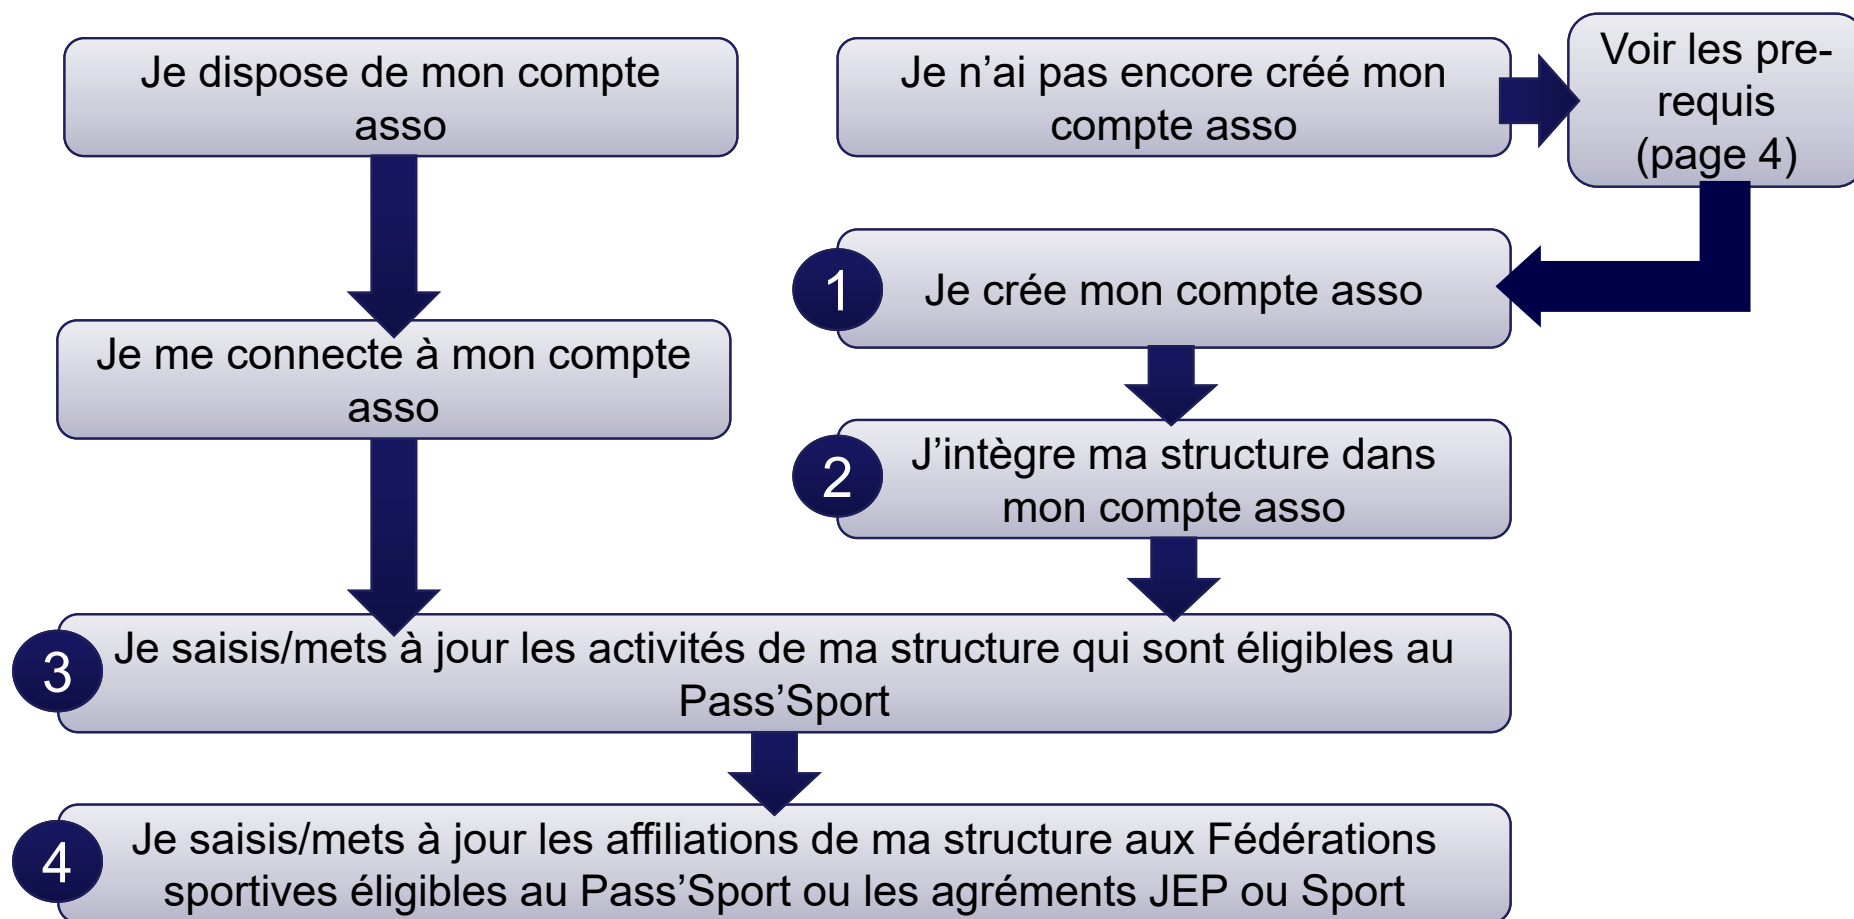 Je dispose de mon compte
asso
Je n’ai pas encore créé mon
compte asso
Voir les pre-
requis
(page 4)
1
Je crée mon compte asso
Je me connecte à mon compte
asso
2
J’intègre ma structure dans
mon compte asso
3
Je saisis/mets à jour les activités de ma structure qui sont éligibles au
Pass’Sport
4
Je saisis/mets à jour les affiliations de ma structure aux Fédérations
sportives éligibles au Pass’Sport ou les agréments JEP ou Sport